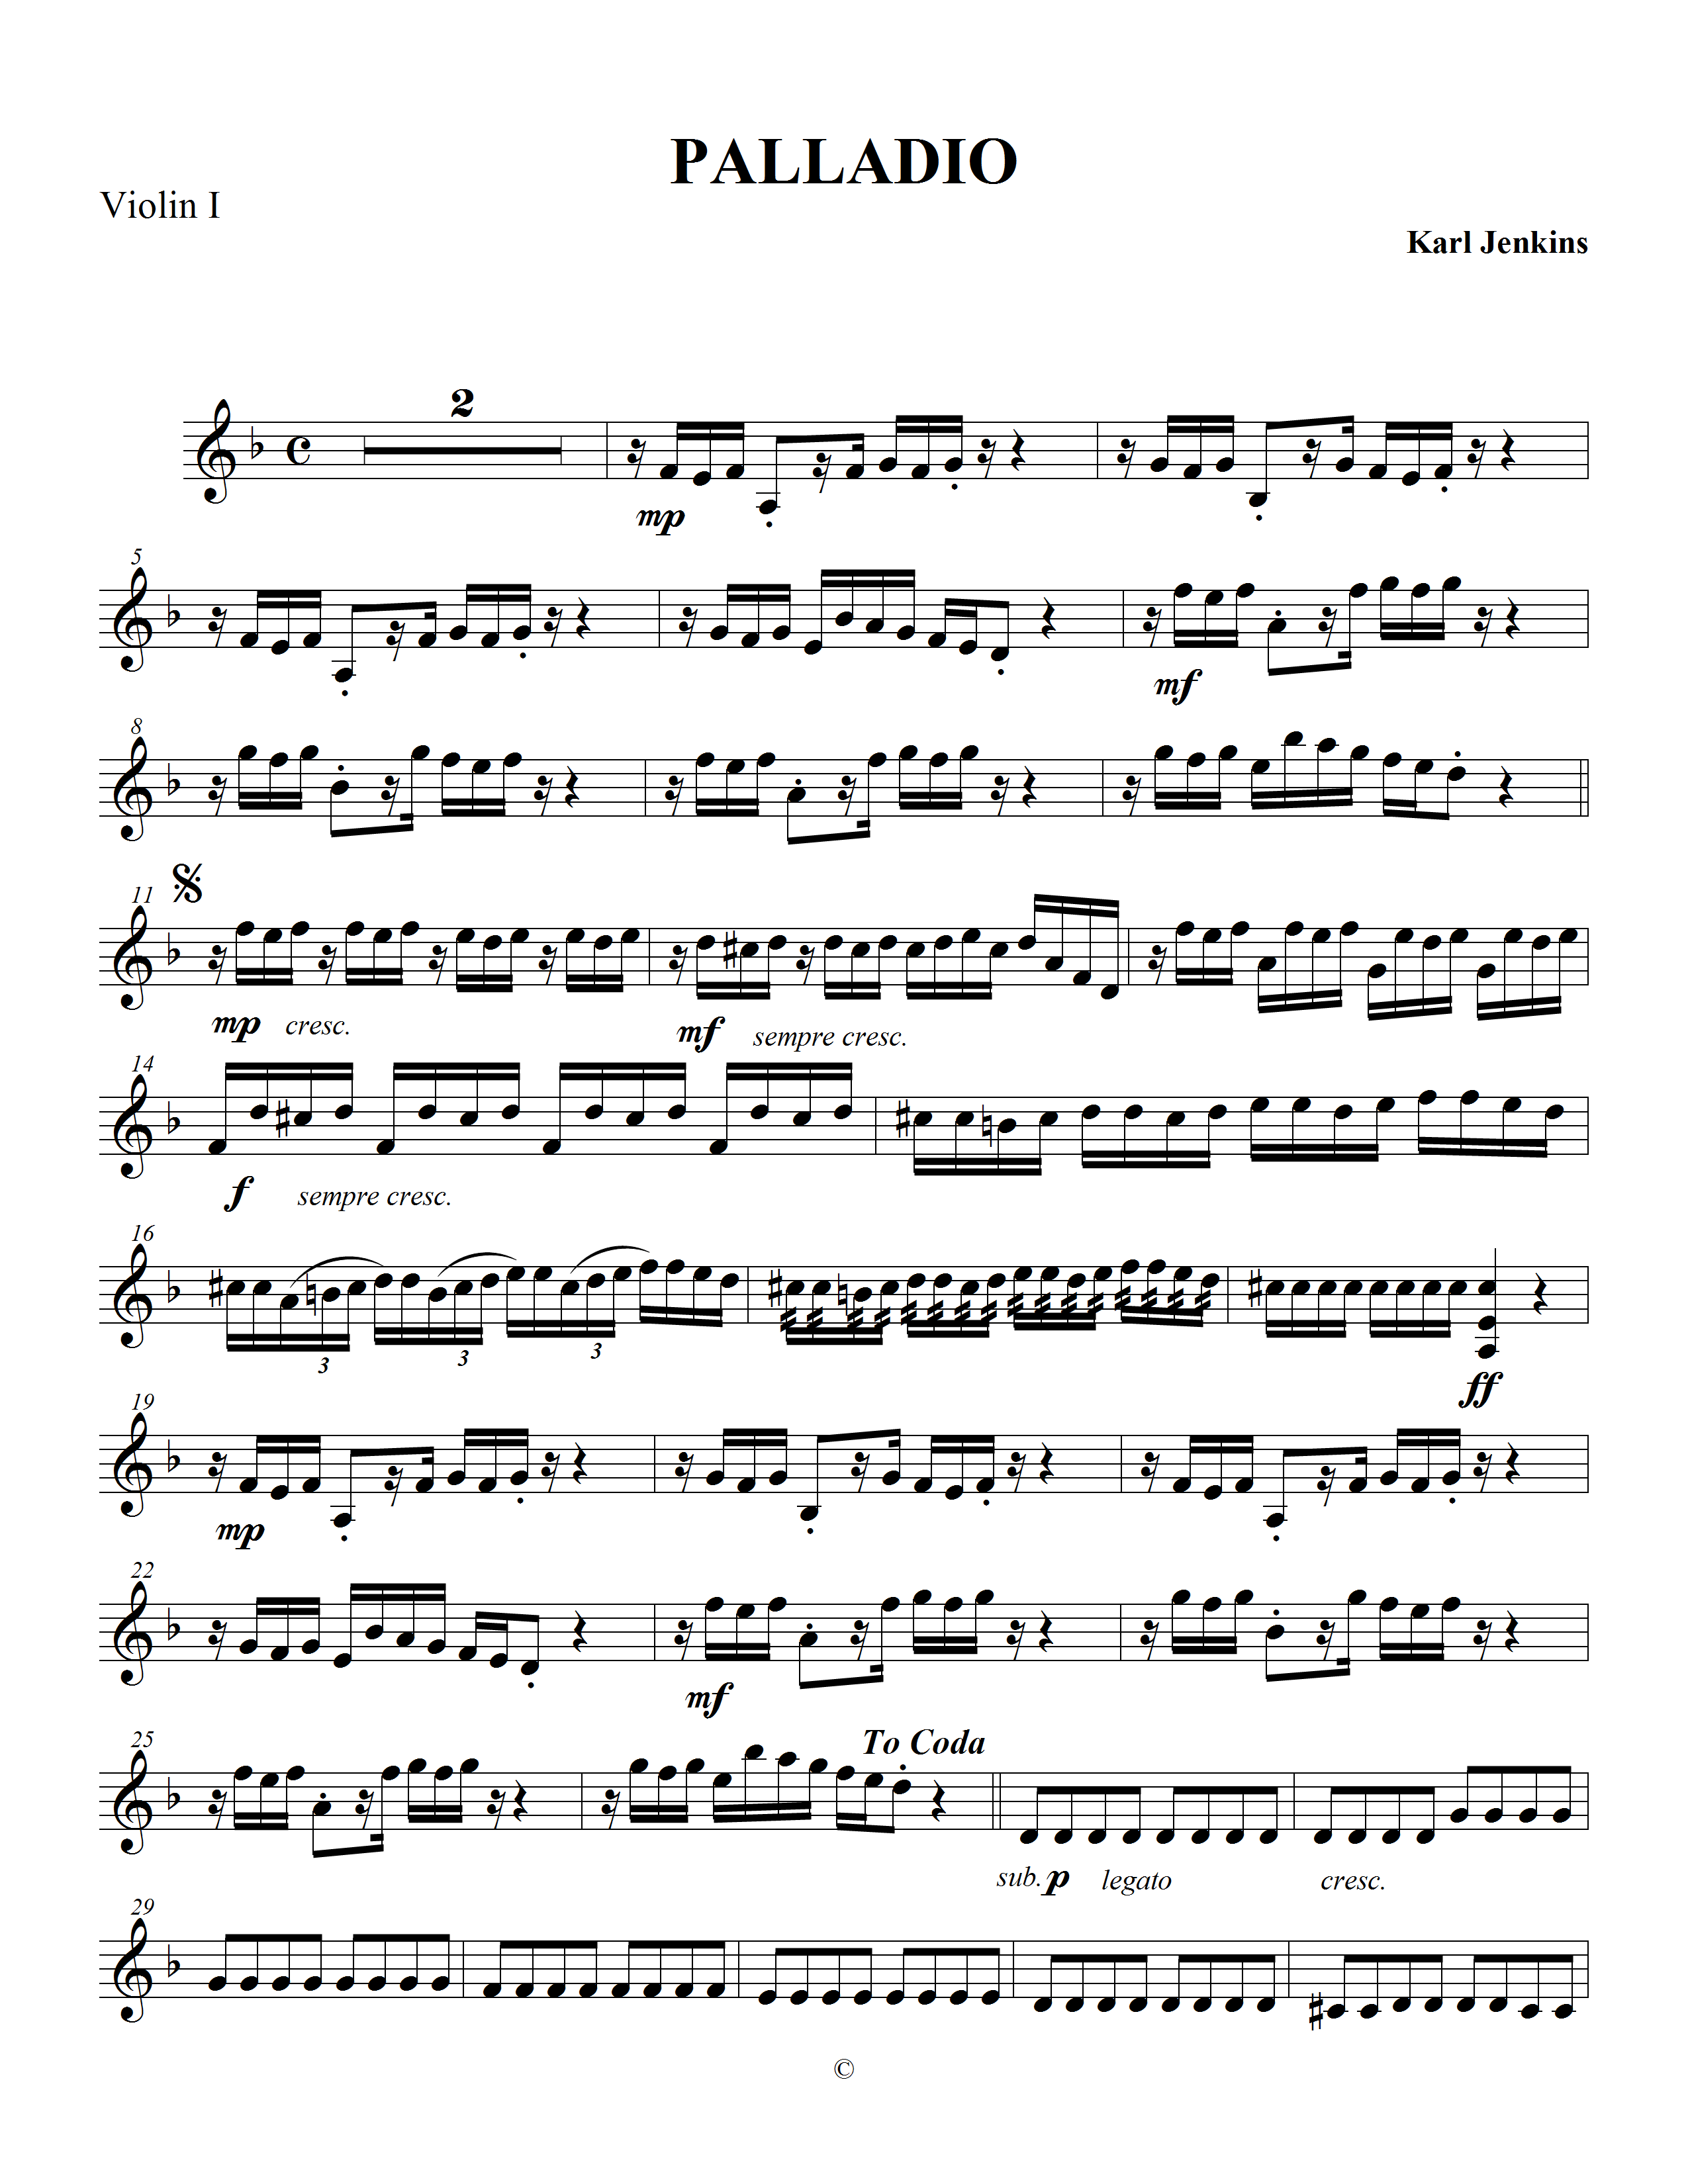 PALLADIO
Violin I
Karl Jenkins
2
mp
5
mf
8
11
mp cresc. mf sempre cresc.
14
f sempre cresc.
16
3 3 3
ff
19
mp
22
mf
25 To Coda
sub. p legato cresc.
29
©